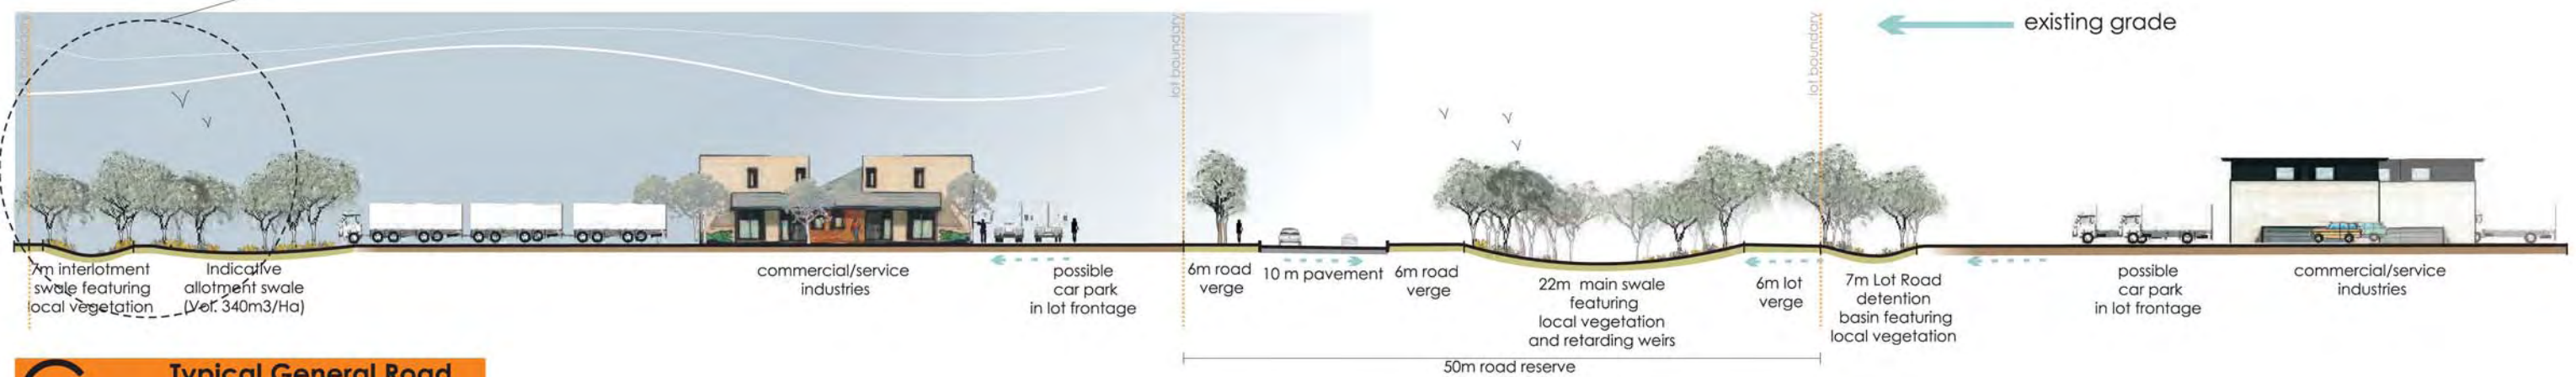 existing grade
lot boundary
lot boundary
7m interlotment
swale featuring
local vegetation
Indicative
allotment swale
(Vol. 340m3/Ha)
commercial/service
industries
possible
car park
in lot frontage
6m road
verge
10 m pavement
6m road
verge
22m main swale
featuring
local vegetation
and retarding weirs
6m lot
verge
7m Lot Road
detention
basin featuring
local vegetation
possible
car park
in lot frontage
commercial/service
industries
50m road reserve
Typical General Road